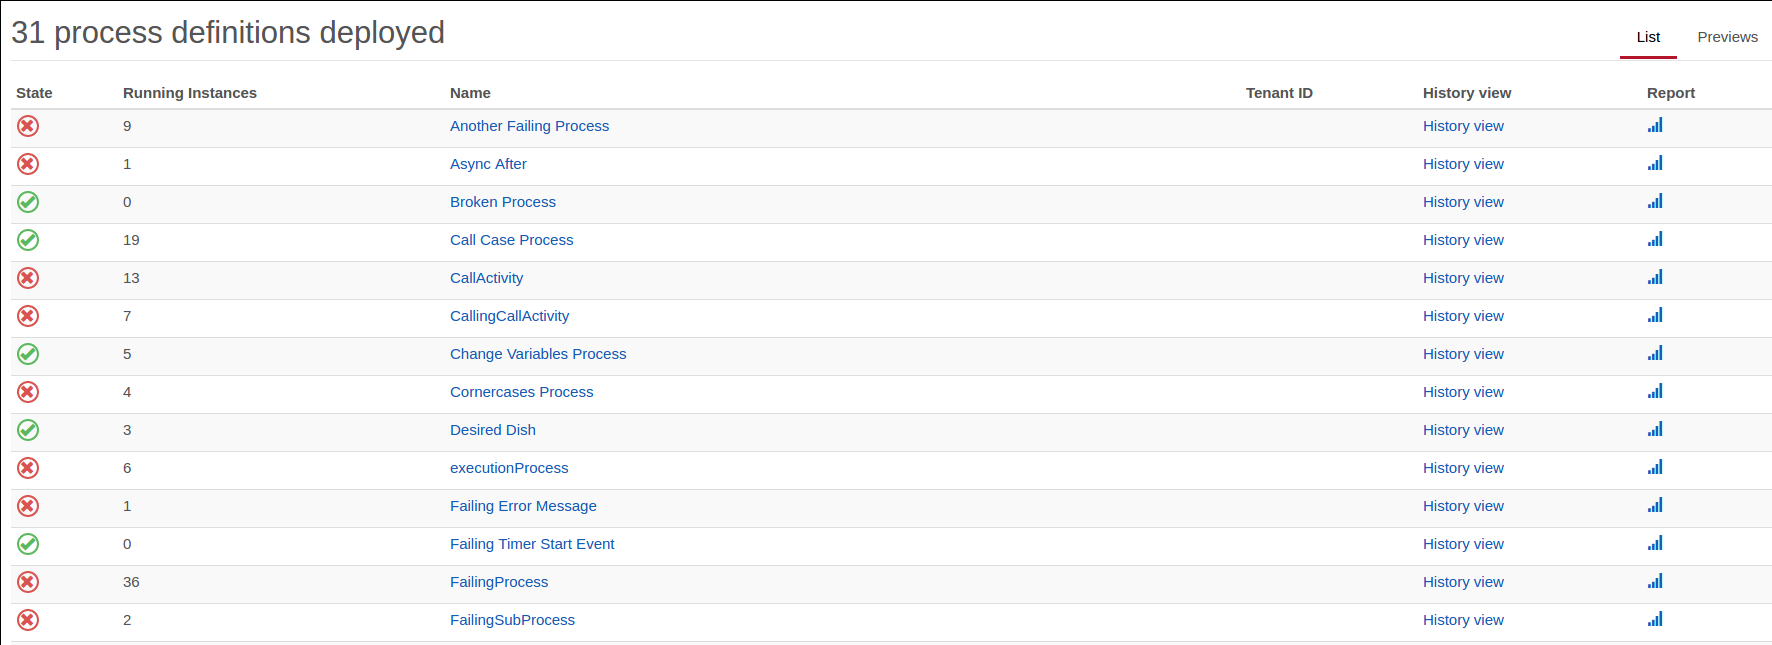 31 process definitions deployed
List Previews
State Running Instances Name Tenant ID History view Report
9 Another Failing Process History view
1 Async After History view
0 Broken Process History view
19 Call Case Process History view
13 CallActivity History view
7 CallingCallActivity History view
5 Change Variables Process History view
4 Cornercases Process History view
3 Desired Dish History view
6 executionProcess History view
1 Failing Error Message History view
0 Failing Timer Start Event History view
36 FailingProcess History view
2 FailingSubProcess History view